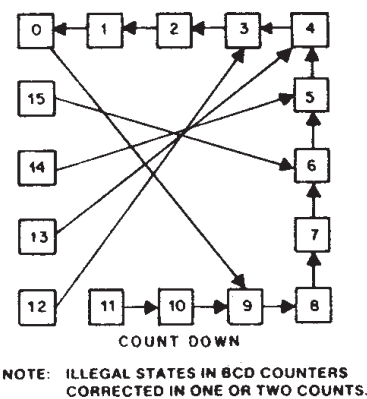 0 1 2 3 4
15 5
14 6
13 7
12 11 10 9 8
COUNT DOWN
NOTE: ILLEGAL STATES IN BCD COUNTERS
CORRECTED IN ONE OR TWO COUNTS.